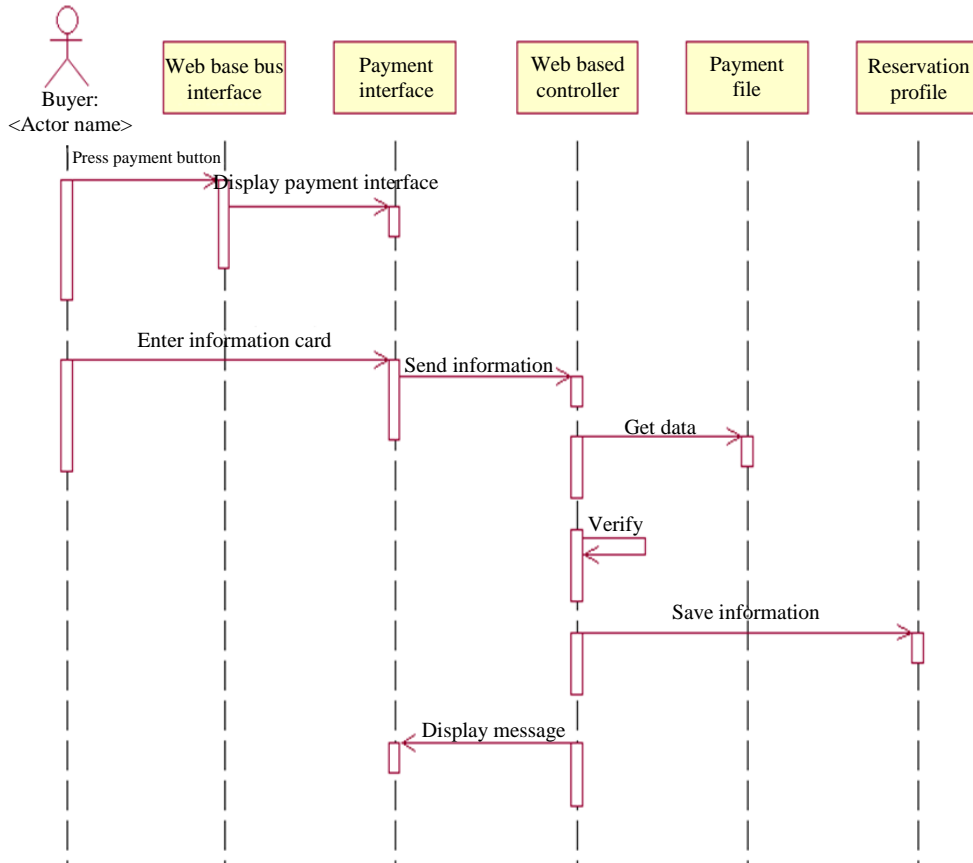 Buyer:
<Actor name>
Web base bus
interface
Payment
interface
Web based
controller
Payment
file
Reservation
profile
Press payment button
Display payment interface
Enter information card
Send information
Get data
Verify
Save information
Display message